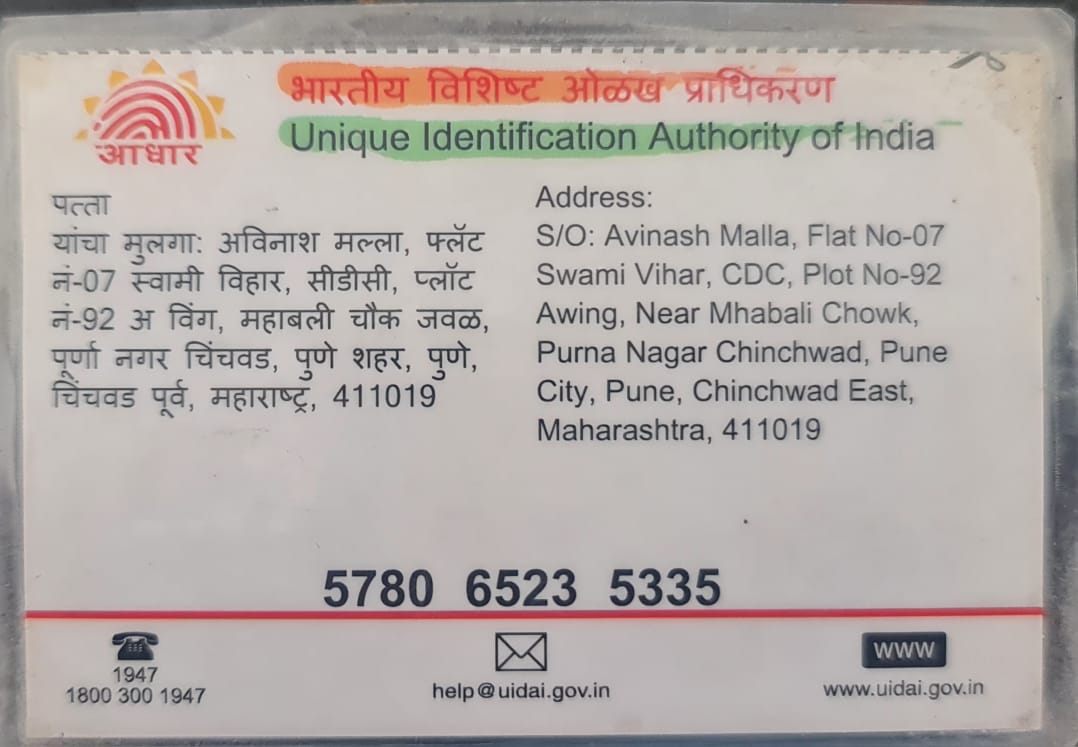 आधार
भारतीय विशिष्ट ओळख प्राधिकरण
Unique Identification Authority of India
पत्ता
यांचा मुलगा: अविनाश मल्ला, फ्लॅट
नं-07 स्वामी विहार, सीडीसी, प्लॉट
नं-92 अ विंग, महाबली चौक जवळ,
पूर्णा नगर चिंचवड, पुणे शहर, पुणे,
चिंचवड पूर्व, महाराष्ट्र, 411019
Address:
S/O: Avinash Malla, Flat No-07
Swami Vihar, CDC, Plot No-92
Awing, Near Mhabali Chowk,
Purna Nagar Chinchwad, Pune
City, Pune, Chinchwad East,
Maharashtra, 411019
5780 6523 5335
1947
1800 300 1947
help@uidai.gov.in
www
www.uidai.gov.in